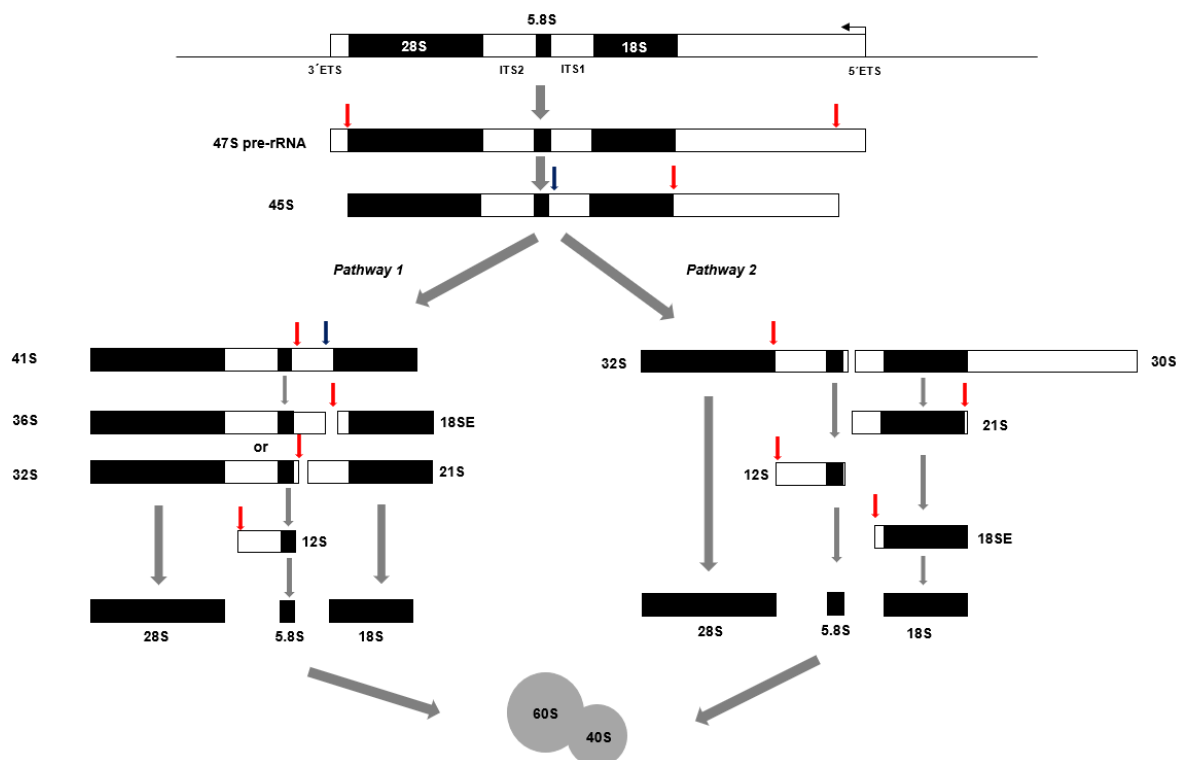 5.8S
28S
18S
3´ETS
ITS2
ITS1
5´ETS
47S pre-rRNA
45S
Pathway 1
Pathway 2
41S
32S
30S
36S
18SE
21S
or
32S
21S
12S
12S
18SE
28S
5.8S
18S
28S
5.8S
18S
60S
40S